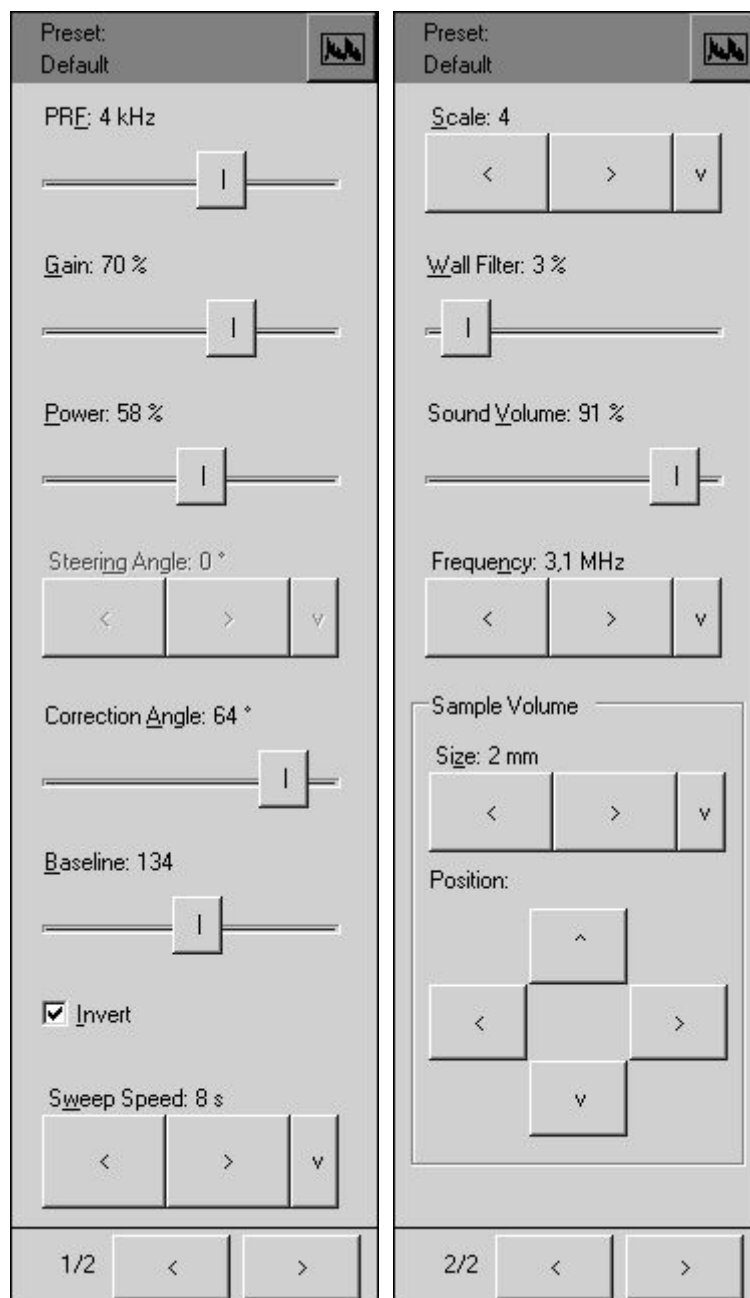 Preset:
Default
PRF: 4 kHz
Gain: 70 %
Power: 58 %
Steering Angle: 0 °
< > v
Correction Angle: 64 °
Baseline: 134
Invert
Sweep Speed: 8 s
< > v
1/2 < >
Preset:
Default
Scale: 4
< > v
Wall Filter: 3 %
Sound Volume: 91 %
Frequency: 3,1 MHz
< > v
Sample Volume
Size: 2 mm
< > v
Position:
^
< >
v
2/2 < >